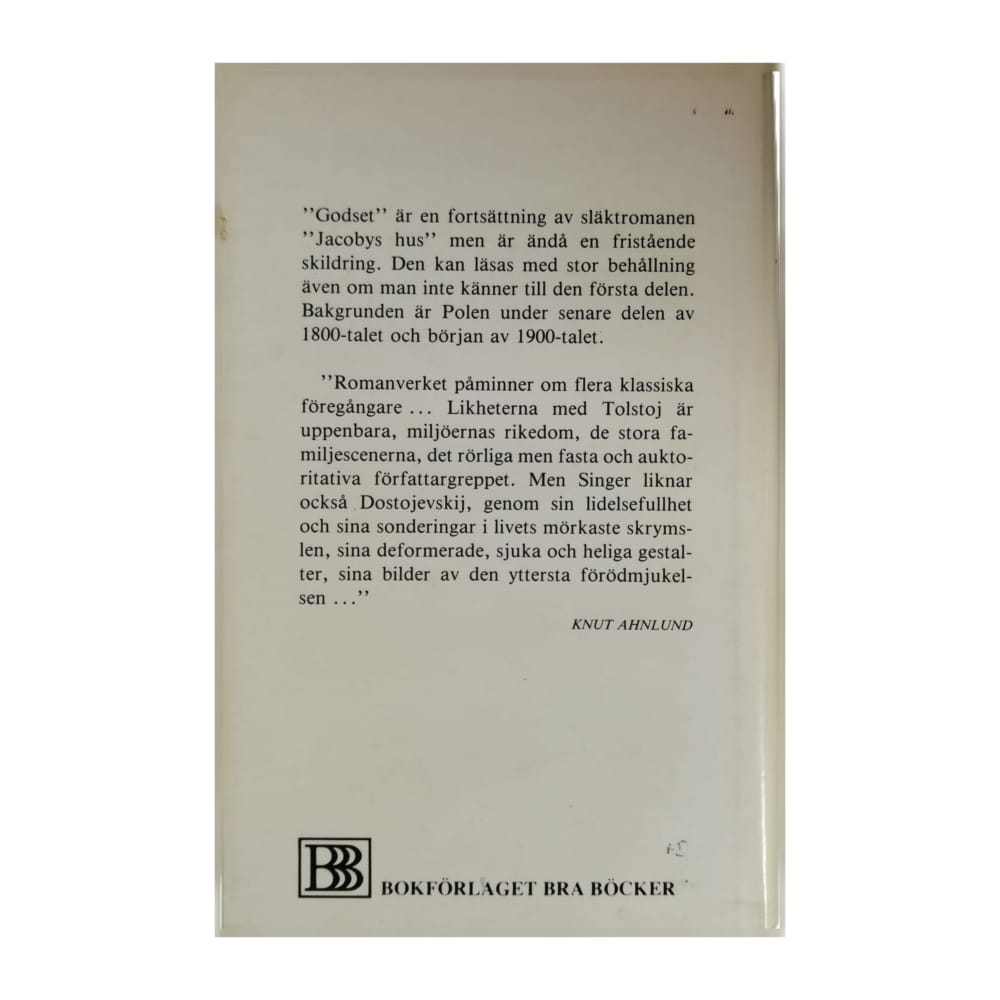 ”Godset” är en fortsättning av släktromanen
”Jacobys hus” men är ändå en fristående
skildring. Den kan läsas med stor behållning
även om man inte känner till den första delen.
Bakgrunden är Polen under senare delen av
1800-talet och början av 1900-talet.
”Romanverket påminner om flera klassiska
föregångare ... Likheterna med Tolstoj är
uppenbara, miljöernas rikedom, de stora fa-
miljescenerna, det rörliga men fasta och aukto-
ritativa författargreppet. Men Singer liknar
också Dostojevskij, genom sin lidelsefullhet
och sina sonderingar i livets mörkaste skryms-
len, sina deformerade, sjuka och heliga gestal-
ter, sina bilder av den yttersta förödmjukel-
sen ...”
KNUT AHNLUND
BBB
BOKFÖRLAGET BRA BÖCKER